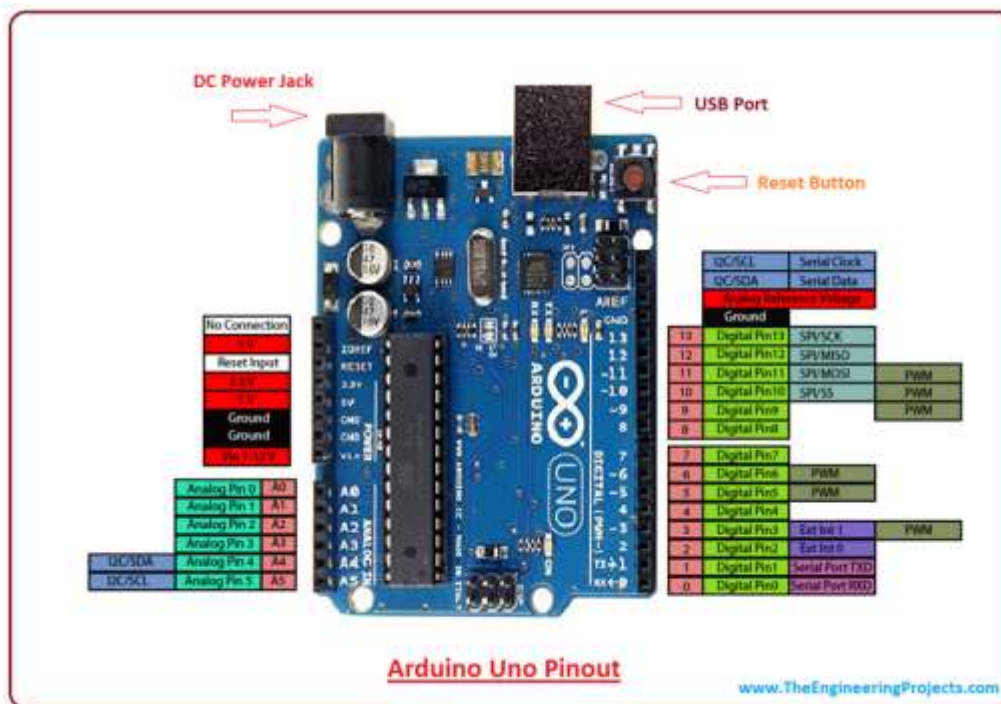 DC Power Jack
USB Port
Reset Button
I2C/SCL Serial Clock
I2C/SDA Serial Data
Analog Reference Voltage
Ground
13 Digital Pin13 SPI/SCK
12 Digital Pin12 SPI/MISO
11 Digital Pin11 SPI/MOSI PWM
10 Digital Pin10 SPI/SS PWM
9 Digital Pin9 PWM
8 Digital Pin8
7 Digital Pin7
6 Digital Pin6 PWM
5 Digital Pin5 PWM
4 Digital Pin4
3 Digital Pin3 Ext Int 1 PWM
2 Digital Pin2 Ext Int 0
1 Digital Pin1 Serial Port TXD
0 Digital Pin0 Serial Port RXD
No Connection
5 V
Reset Input
3.3 V
5 V
Ground
Ground
Analog Pin 0 A0
Analog Pin 1 A1
Analog Pin 2 A2
Analog Pin 3 A3
I2C/SDA Analog Pin 4 A4
I2C/SCL Analog Pin 5 A5
IOREF
RESET
3.3V
5V
GND
GND
POWER
A0
A1
A2
A3
A4
A5
ANALOG IN
AREF
GND
13
12
~11
~10
~9
8
7
~6
~5
4
~3
2
TX→1
RX←0
DIGITAL (PWM~)
ARDUINO
UNO
ON
Arduino Uno Pinout
www.TheEngineeringProjects.com